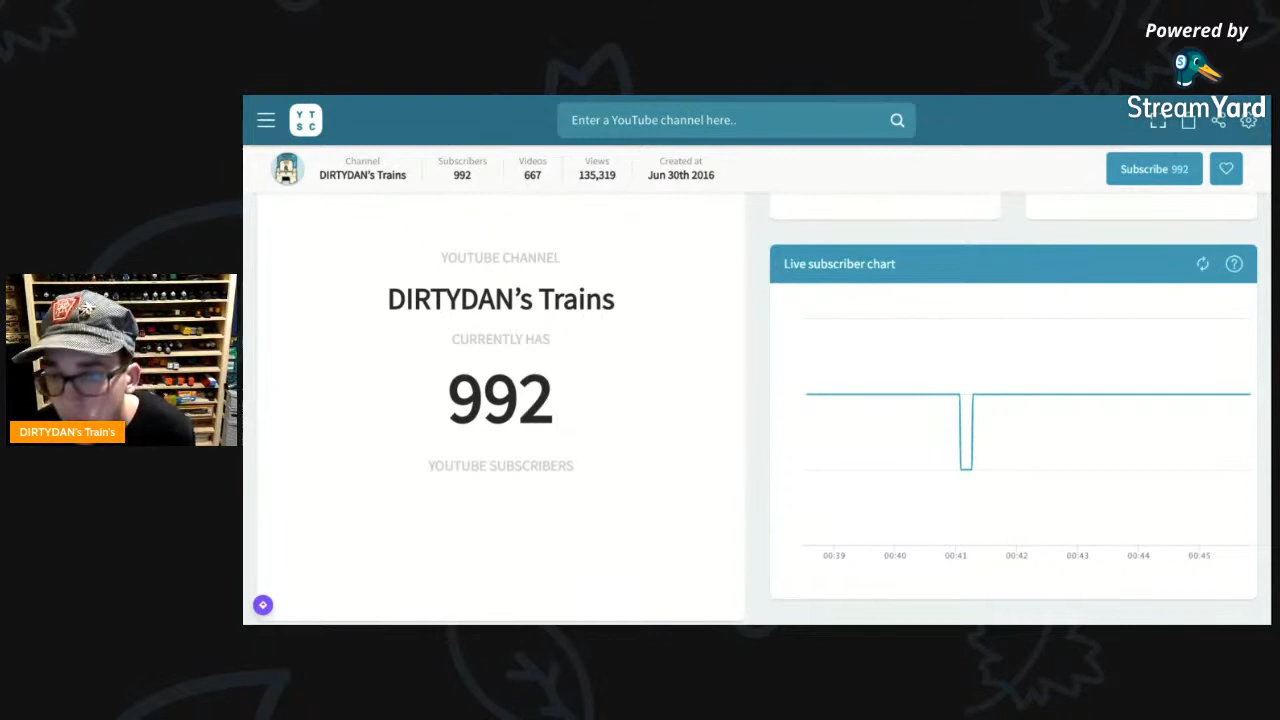 Powered by
S
StreamYard
Y T
S C
Enter a YouTube channel here..
Channel
DIRTYDAN's Trains
Subscribers
992
Videos
667
Views
135,319
Created at
Jun 30th 2016
Subscribe 992
YOUTUBE CHANNEL
DIRTYDAN's Trains
CURRENTLY HAS
992
YOUTUBE SUBSCRIBERS
Live subscriber chart
?
00:39 00:40 00:41 00:42 00:43 00:44 00:45
DIRTYDAN's Train's